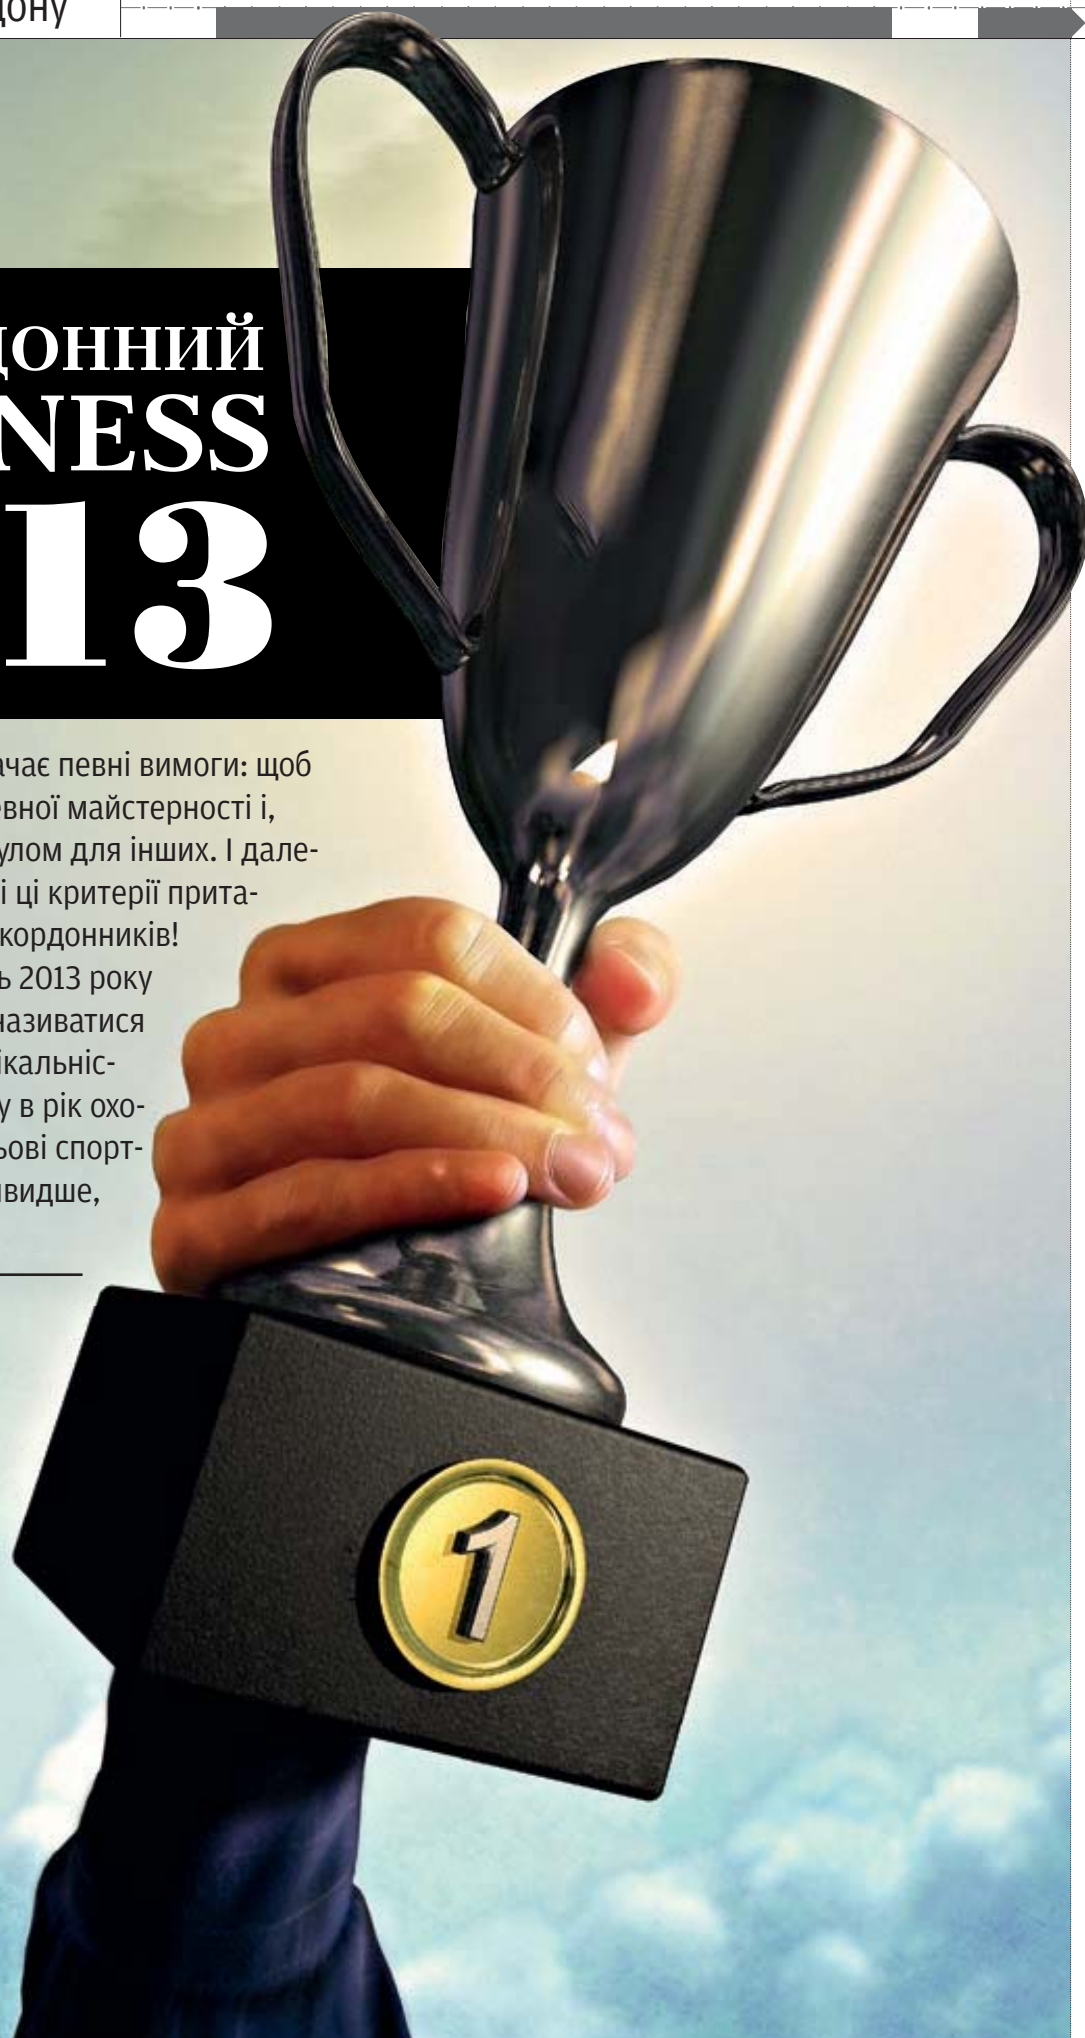 дону
донний
NESS
13
ачає певні вимоги: щоб
евної майстерності і,
улом для інших. І дале-
і ці критерії прита-
кордонників!
ь 2013 року
називатися
ікальніс-
у в рік охо-
ьові спорт-
видше,
1